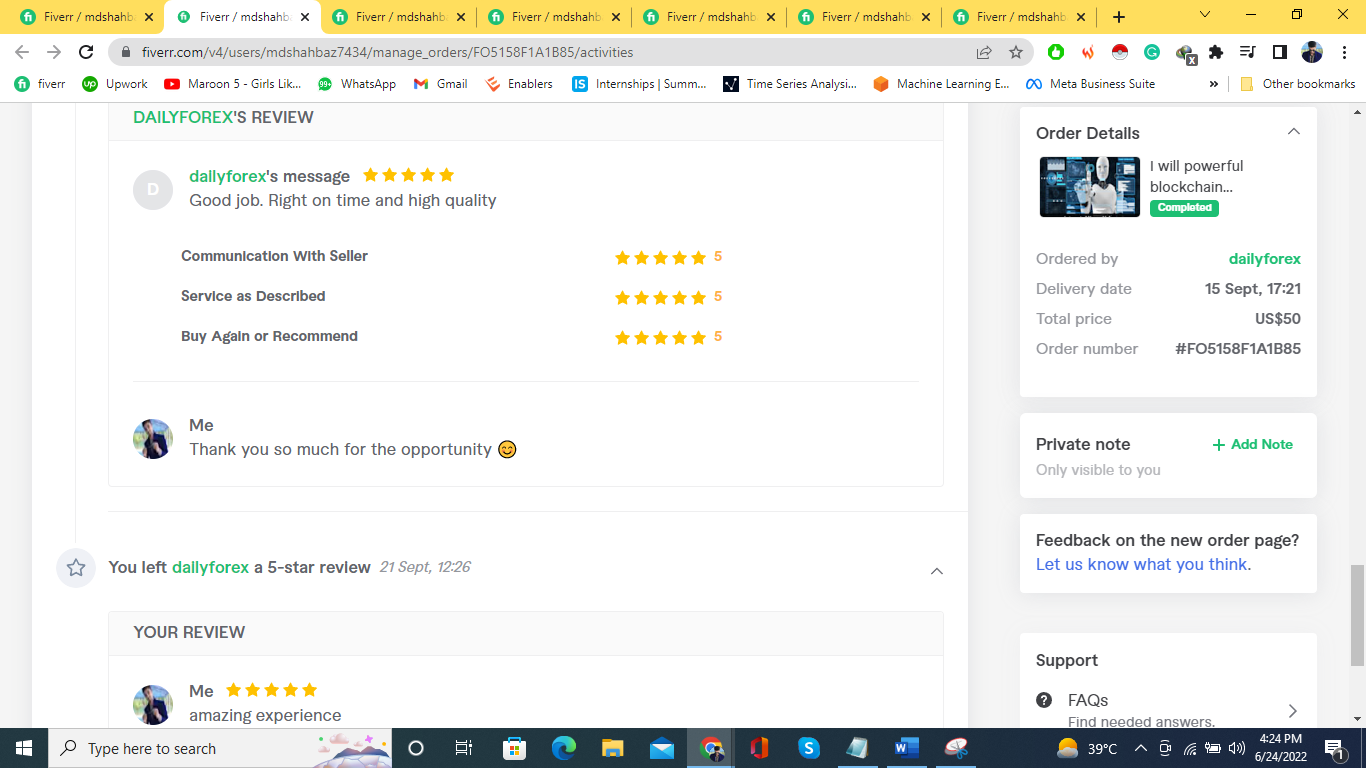 Fiverr / mdshahb
Fiverr / mdshahb
Fiverr / mdshahb
Fiverr / mdshahb
Fiverr / mdshahb
Fiverr / mdshahb
Fiverr / mdshahb
fiverr.com/v4/users/mdshahbaz7434/manage_orders/FO5158F1A1B85/activities
fiverr
Upwork
Maroon 5 - Girls Lik...
WhatsApp
Gmail
Enablers
Internships | Summ...
Time Series Analysi...
Machine Learning E...
Meta Business Suite
»
Other bookmarks
DAILYFOREX'S REVIEW
D
dallyforex's message
Good job. Right on time and high quality
Communication With Seller 5
Service as Described 5
Buy Again or Recommend 5
Me
Thank you so much for the opportunity 😊
You left dallyforex a 5-star review 21 Sept, 12:26
YOUR REVIEW
Me
amazing experience
Order Details
I will powerful
blockchain...
Completed
Ordered by dailyforex
Delivery date 15 Sept, 17:21
Total price US$50
Order number #FO5158F1A1B85
Private note + Add Note
Only visible to you
Feedback on the new order page?
Let us know what you think.
Support
FAQs
Find needed answers.
Type here to search
39°C
4:24 PM
6/24/2022
1